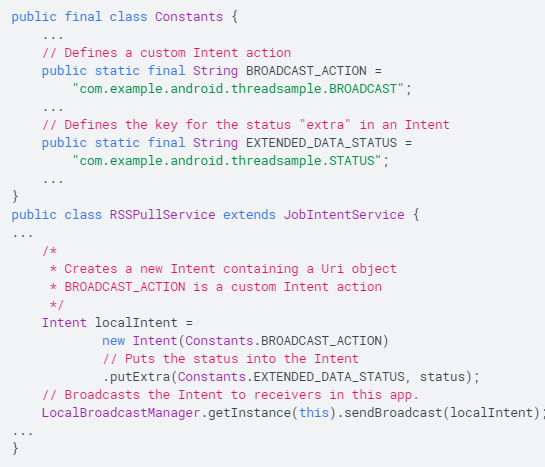 public final class Constants {
    ...
    // Defines a custom Intent action
    public static final String BROADCAST_ACTION =
        "com.example.android.threadsample.BROADCAST";
    ...
    // Defines the key for the status "extra" in an Intent
    public static final String EXTENDED_DATA_STATUS =
        "com.example.android.threadsample.STATUS";
    ...
}
public class RSSPullService extends JobIntentService {
...
    /*
     * Creates a new Intent containing a Uri object
     * BROADCAST_ACTION is a custom Intent action
     */
    Intent localIntent =
            new Intent(Constants.BROADCAST_ACTION)
            // Puts the status into the Intent
            .putExtra(Constants.EXTENDED_DATA_STATUS, status);
    // Broadcasts the Intent to receivers in this app.
    LocalBroadcastManager.getInstance(this).sendBroadcast(localIntent);
...
}